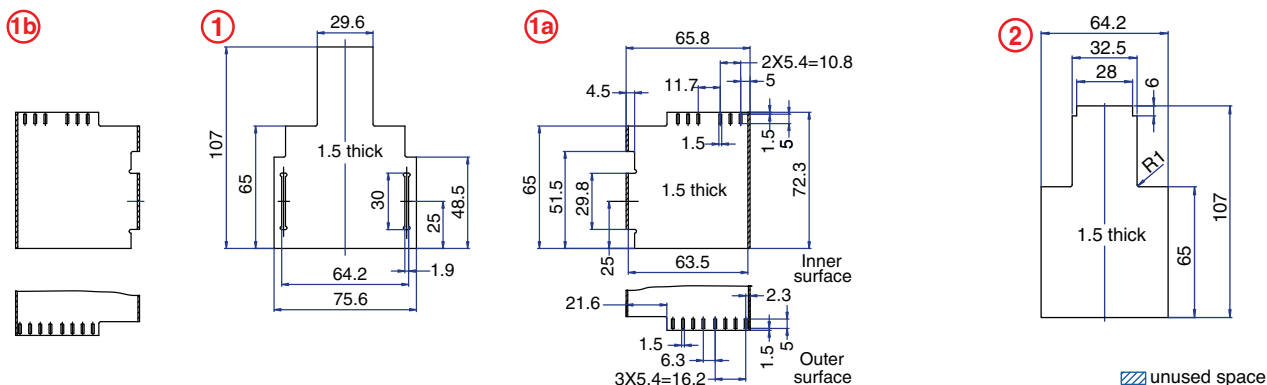 1b
1
29.6
107
65
1.5 thick
30
25
48.5
64.2
1.9
75.6
1a
65.8
2X5.4=10.8
4.5
11.7
5
1.5
1.5
5
65
51.5
29.8
25
1.5 thick
72.3
63.5
Inner
surface
21.6
2.3
1.5
6.3
3X5.4=16.2
1.5
5
Outer
surface
2
64.2
32.5
28
6
R1
1.5 thick
65
107
unused space